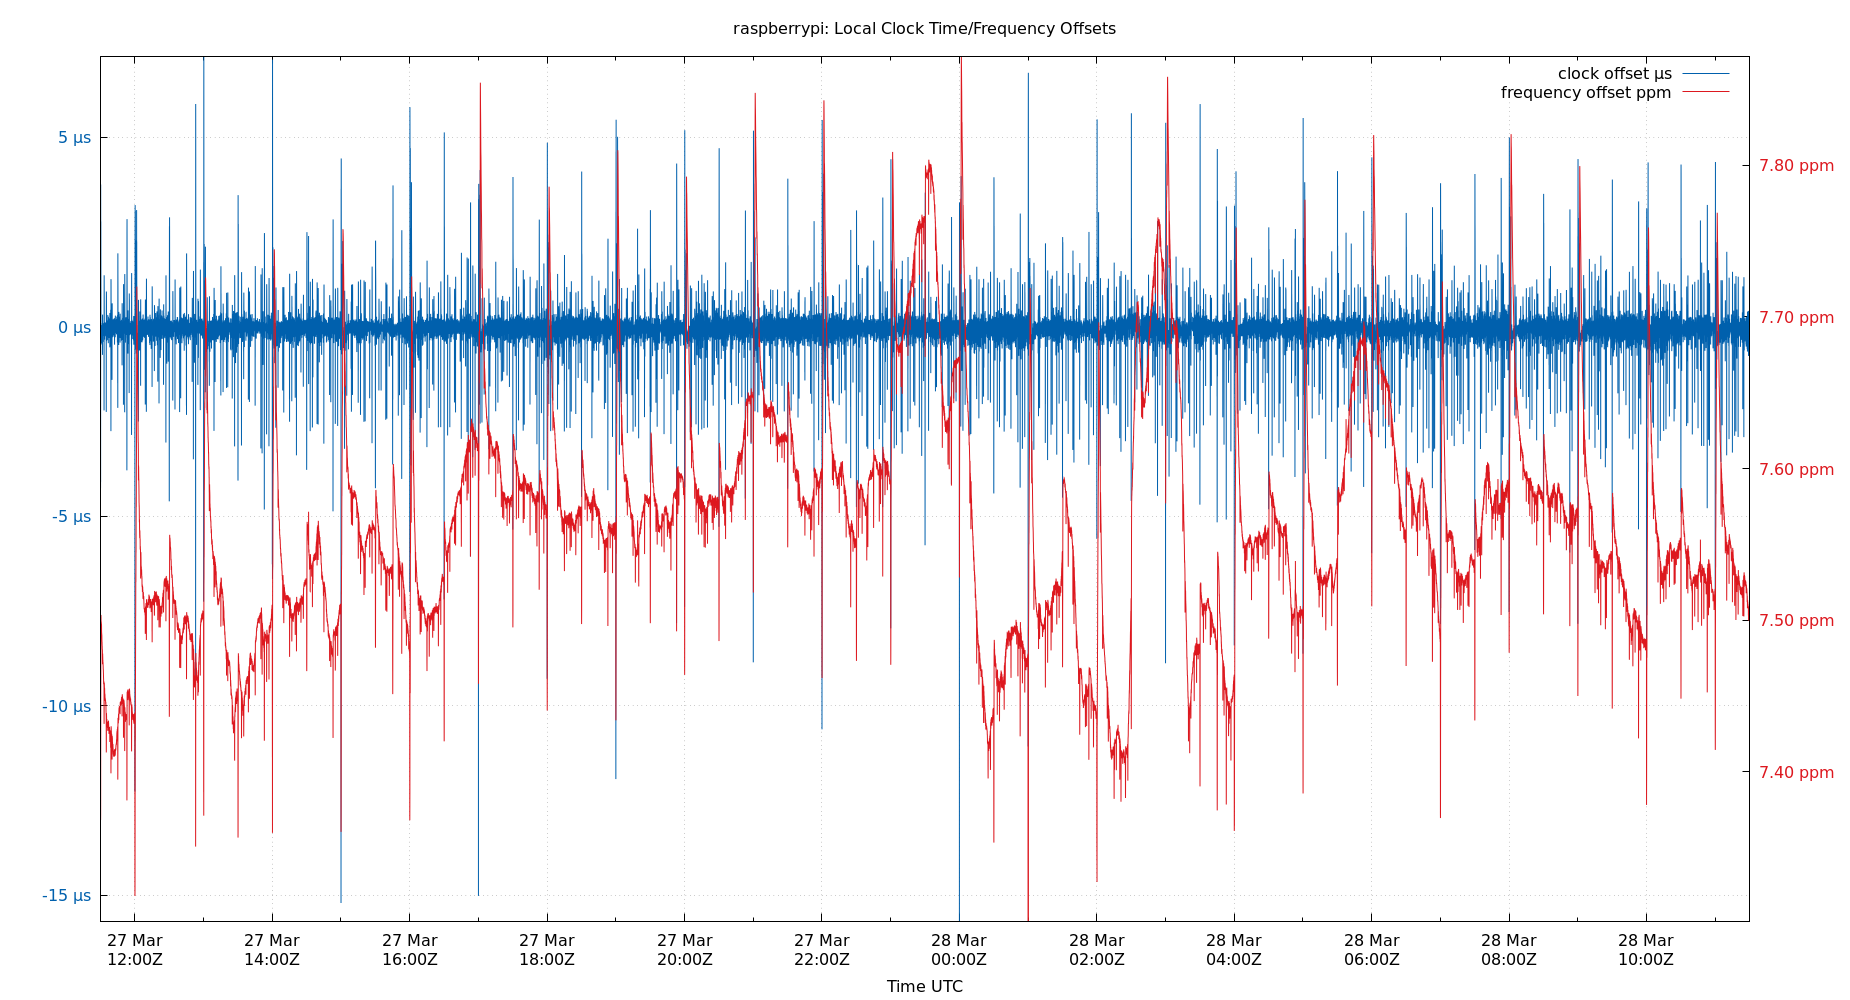 raspberrypi: Local Clock Time/Frequency Offsets
clock offset µs
frequency offset ppm
5 µs
0 µs
-5 µs
-10 µs
-15 µs
7.80 ppm
7.70 ppm
7.60 ppm
7.50 ppm
7.40 ppm
27 Mar 27 Mar 27 Mar 27 Mar 27 Mar 27 Mar 28 Mar 28 Mar 28 Mar 28 Mar 28 Mar 28 Mar
12:00Z 14:00Z 16:00Z 18:00Z 20:00Z 22:00Z 00:00Z 02:00Z 04:00Z 06:00Z 08:00Z 10:00Z
Time UTC